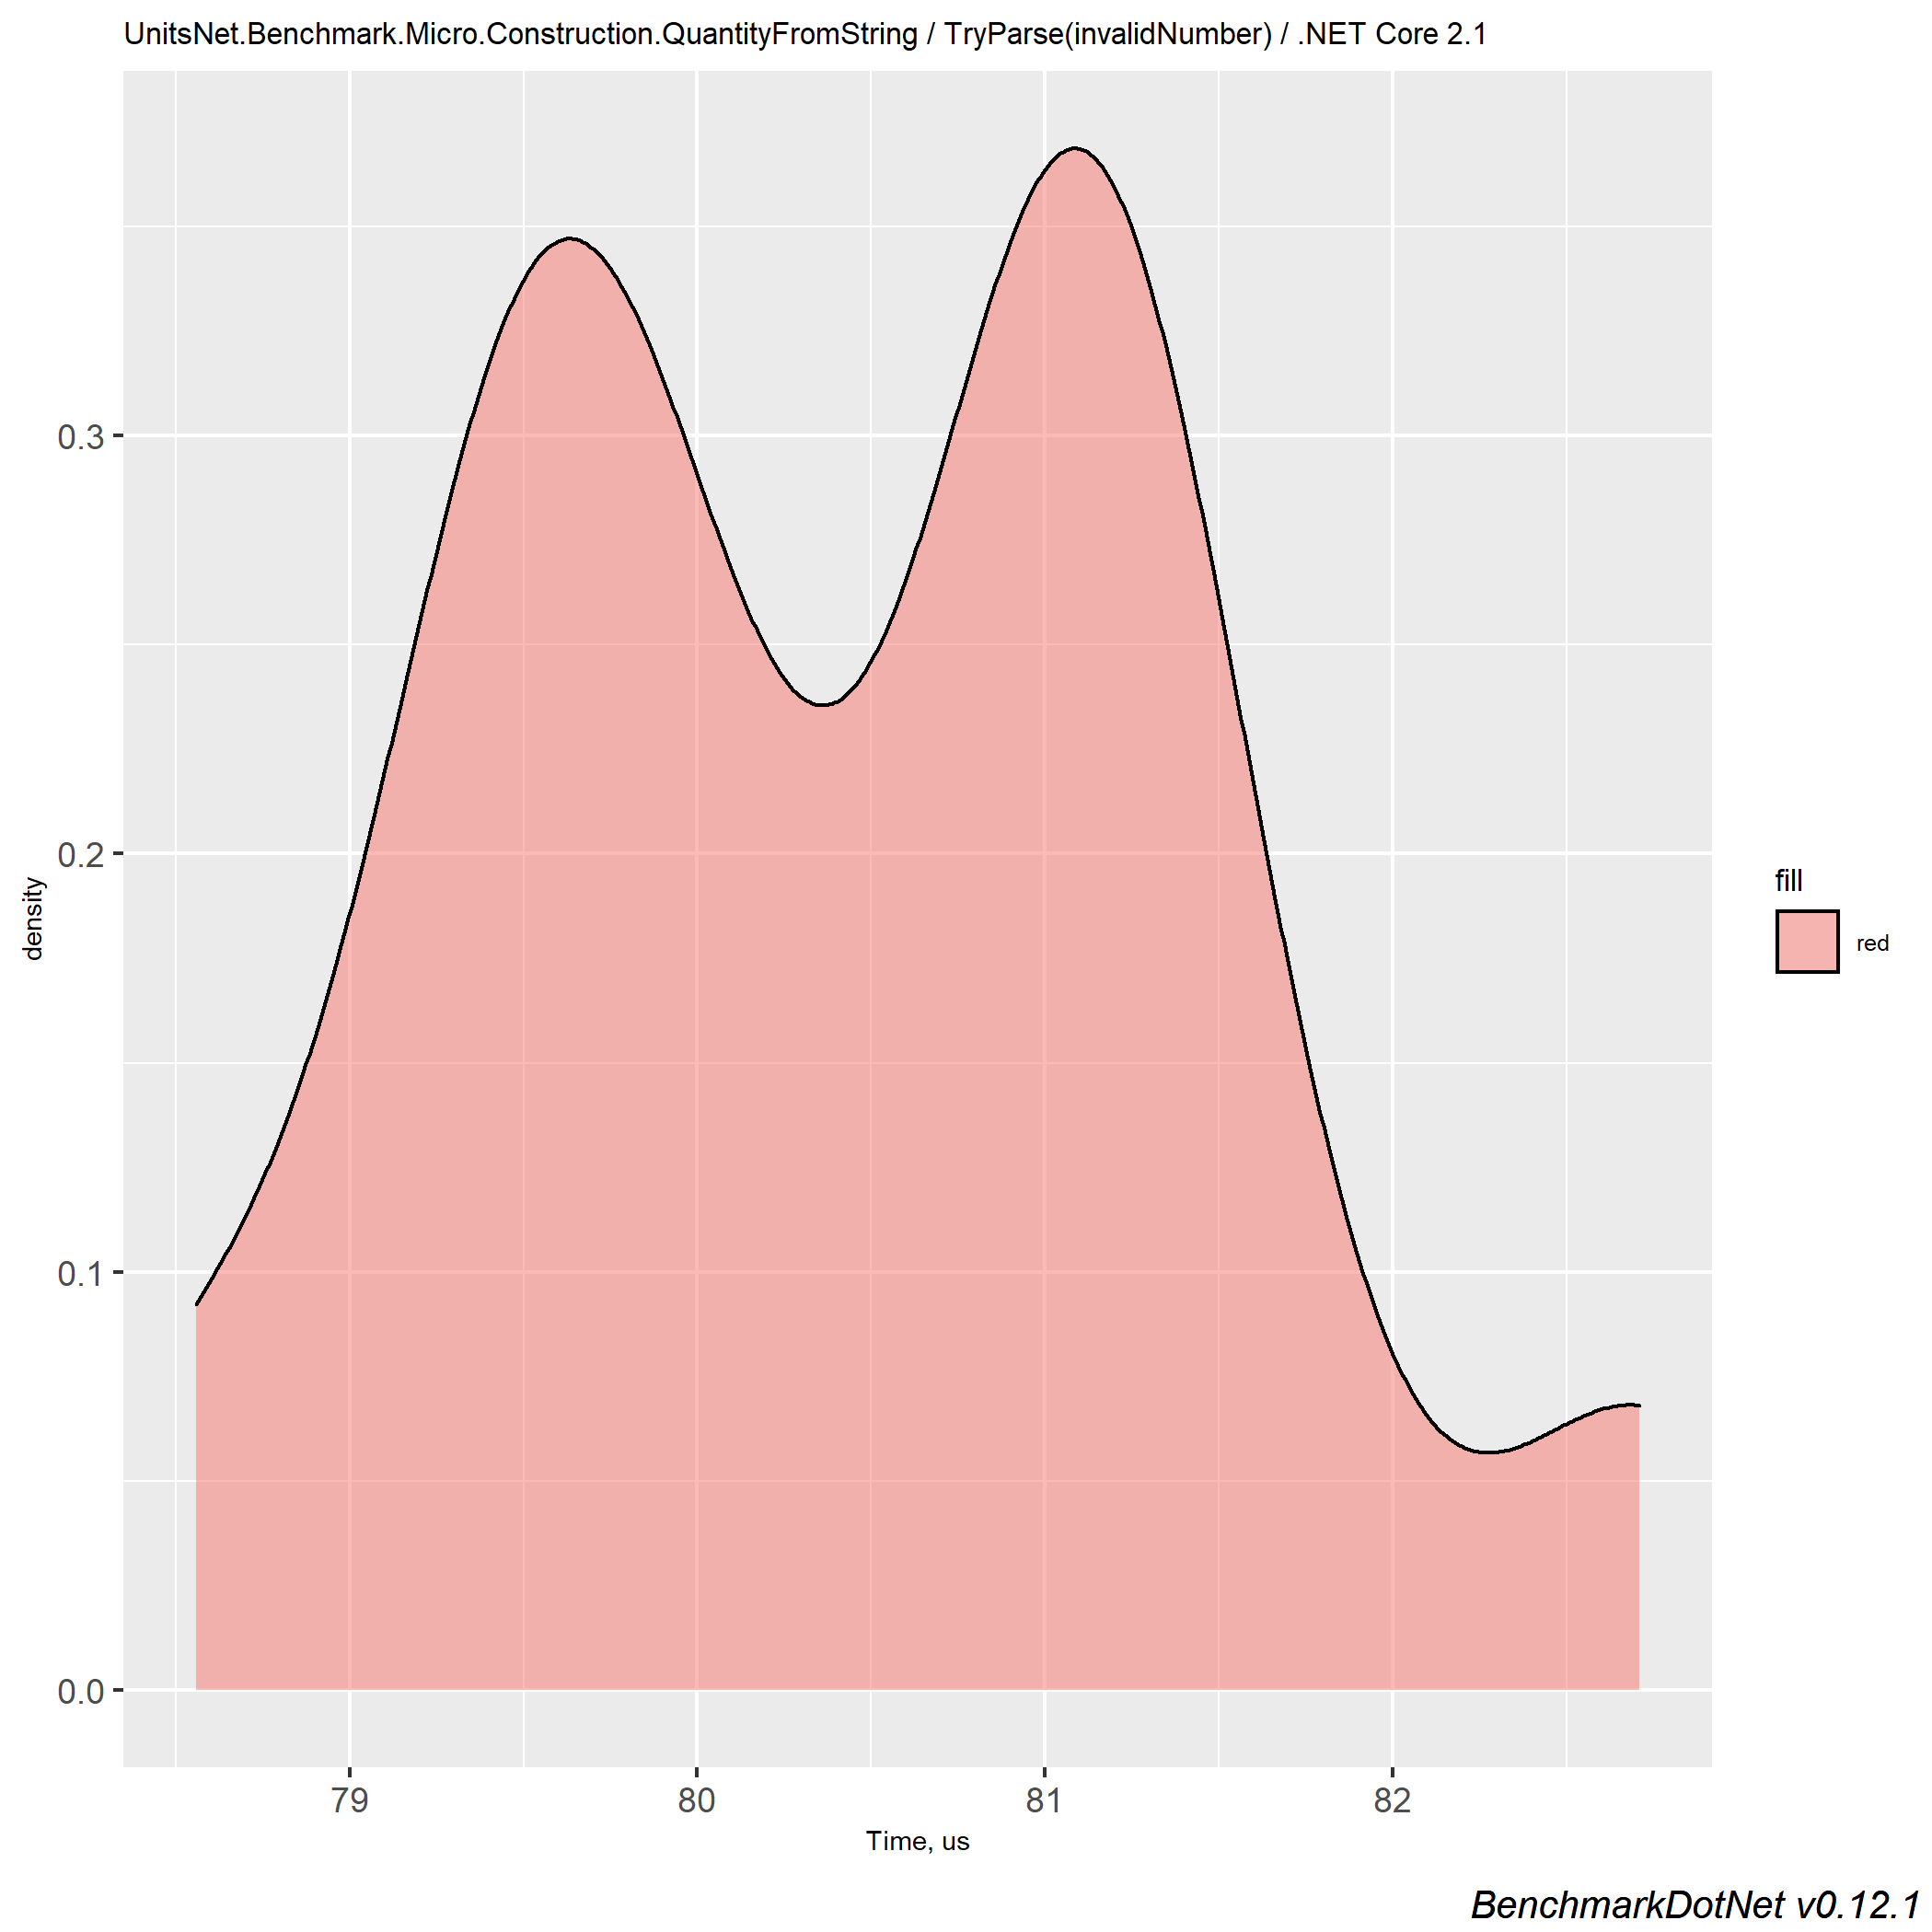 UnitsNet.Benchmark.Micro.Construction.QuantityFromString / TryParse(invalidNumber) / .NET Core 2.1
density
0.3
0.2
0.1
0.0
79 80 81 82
Time, us
fill
red
BenchmarkDotNet v0.12.1